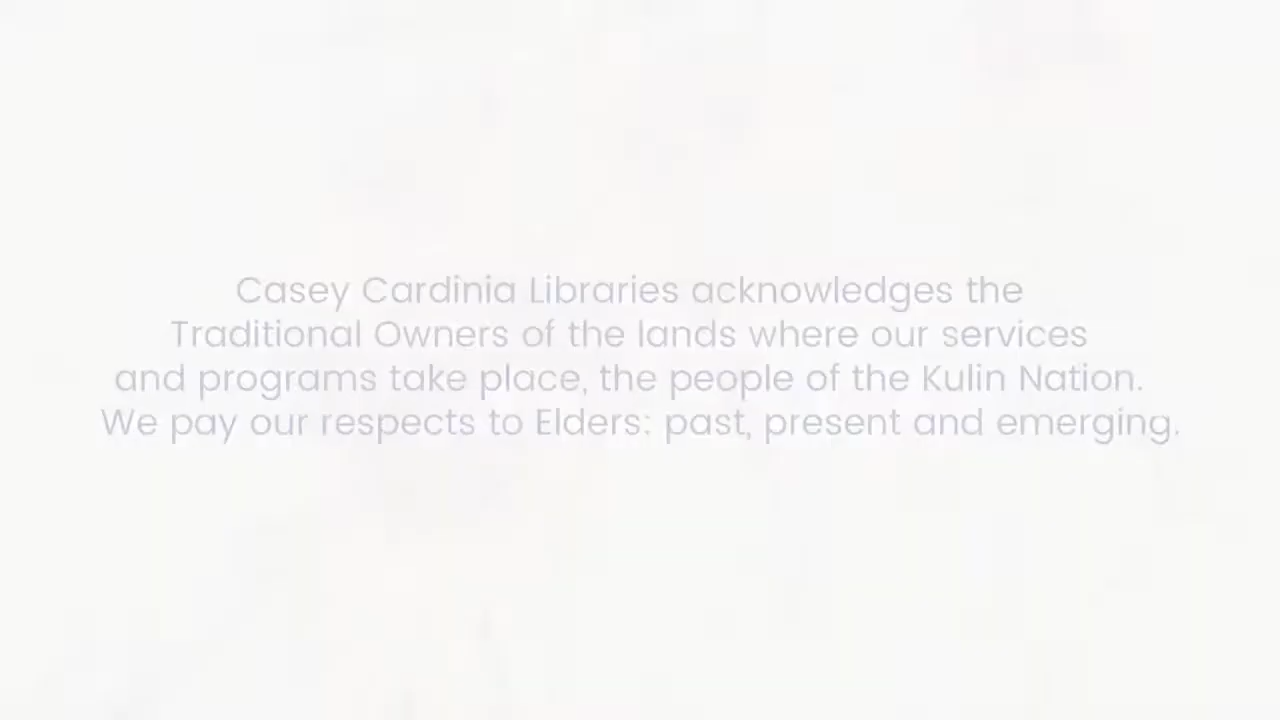 Casey Cardinia Libraries acknowledges the
Traditional Owners of the lands where our services
and programs take place, the people of the Kulin Nation.
We pay our respects to Elders: past, present and emerging.